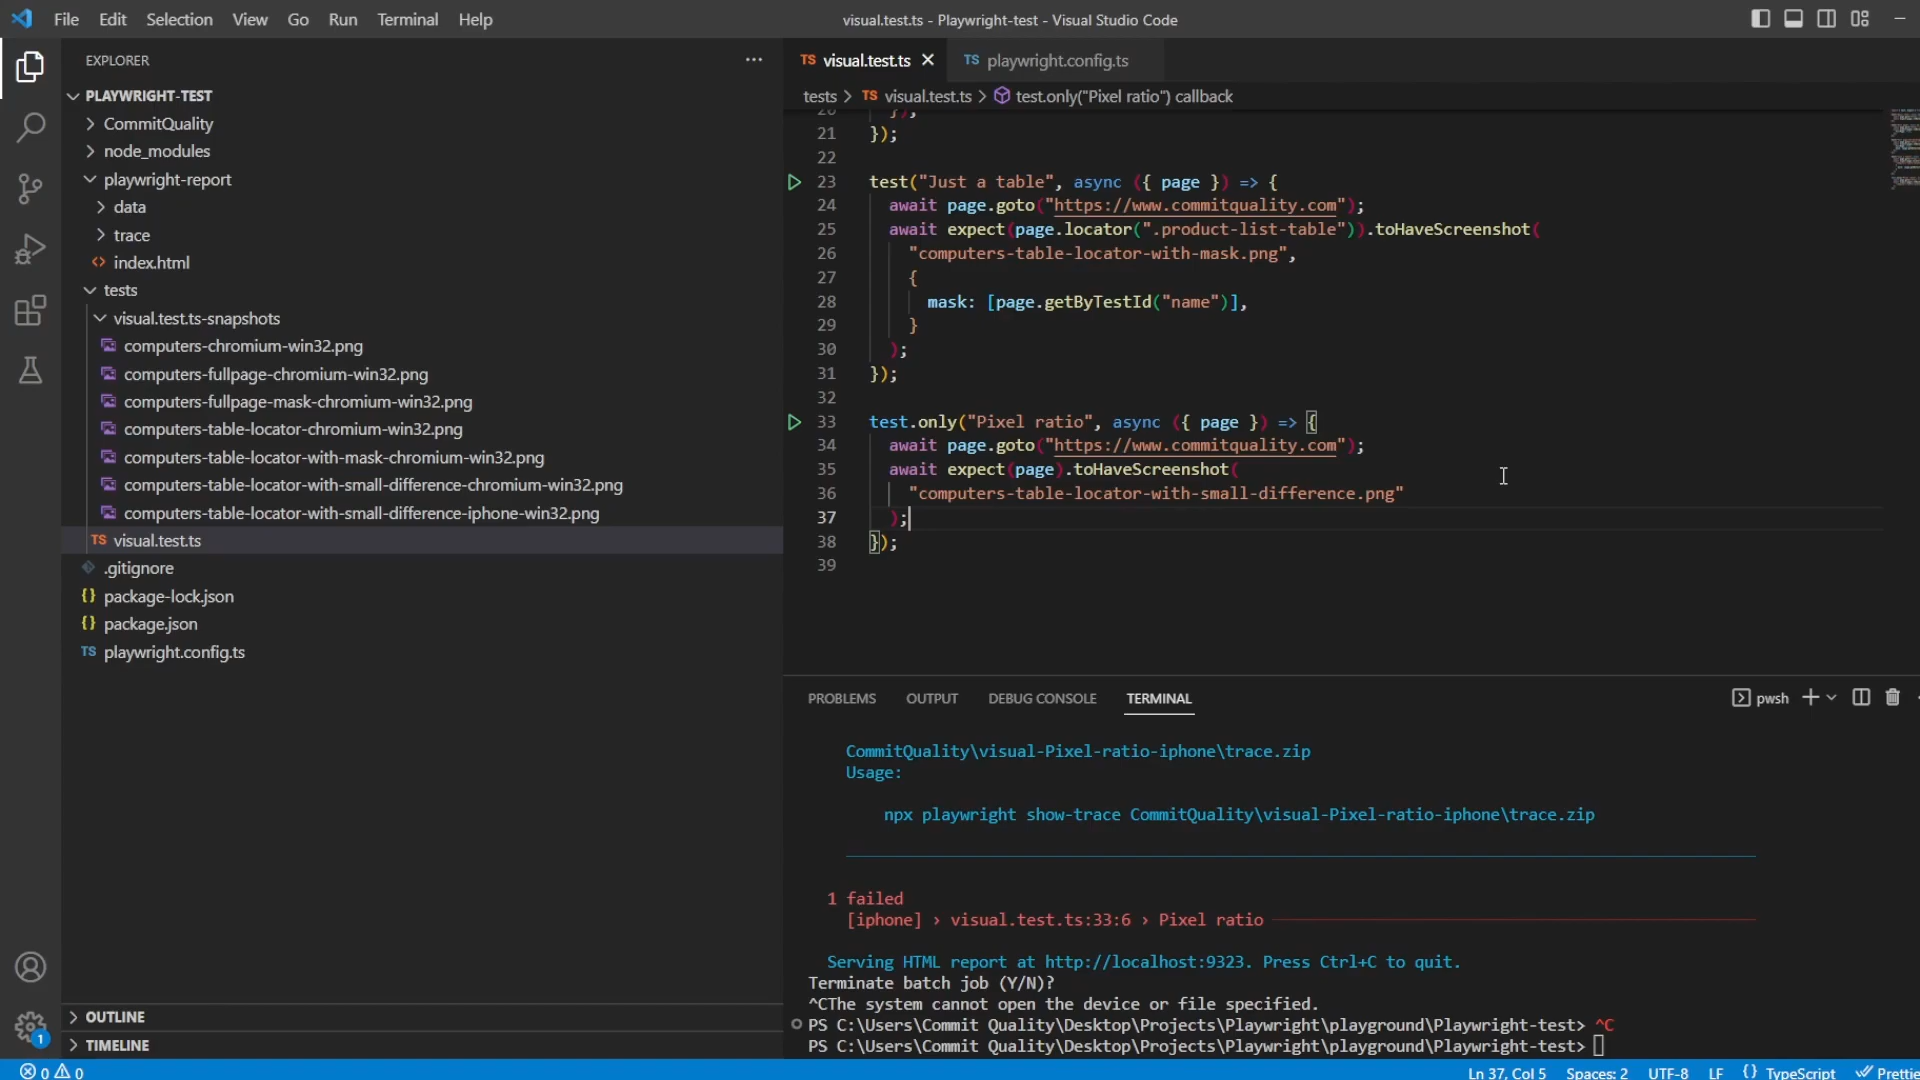 File Edit Selection View Go Run Terminal Help
visual.test.ts - Playwright-test - Visual Studio Code
EXPLORER
PLAYWRIGHT-TEST
CommitQuality
node_modules
playwright-report
data
trace
index.html
tests
visual.test.ts-snapshots
computers-chromium-win32.png
computers-fullpage-chromium-win32.png
computers-fullpage-mask-chromium-win32.png
computers-table-locator-chromium-win32.png
computers-table-locator-with-mask-chromium-win32.png
computers-table-locator-with-small-difference-chromium-win32.png
computers-table-locator-with-small-difference-iphone-win32.png
TS visual.test.ts
.gitignore
{} package-lock.json
{} package.json
TS playwright.config.ts
OUTLINE
TIMELINE
TS visual.test.ts
TS playwright.config.ts
tests > TS visual.test.ts > test.only("Pixel ratio") callback
20 });
21 });
22
23 test("Just a table", async ({ page }) => {
24 await page.goto("https://www.commitquality.com");
25 await expect(page.locator(".product-list-table")).toHaveScreenshot(
26 "computers-table-locator-with-mask.png",
27 {
28 mask: [page.getByTestId("name")],
29 }
30 );
31 });
32
33 test.only("Pixel ratio", async ({ page }) => {
34 await page.goto("https://www.commitquality.com");
35 await expect(page).toHaveScreenshot(
36 "computers-table-locator-with-small-difference.png"
37 );
38 });
39
PROBLEMS OUTPUT DEBUG CONSOLE TERMINAL
pwsh
CommitQuality\visual-Pixel-ratio-iphone\trace.zip
Usage:
npx playwright show-trace CommitQuality\visual-Pixel-ratio-iphone\trace.zip
1 failed
[iphone] › visual.test.ts:33:6 › Pixel ratio
Serving HTML report at http://localhost:9323. Press Ctrl+C to quit.
Terminate batch job (Y/N)?
^CThe system cannot open the device or file specified.
PS C:\Users\Commit Quality\Desktop\Projects\Playwright\playground\Playwright-test> ^C
PS C:\Users\Commit Quality\Desktop\Projects\Playwright\playground\Playwright-test>
1
0 0
Ln 37, Col 5 Spaces: 2 UTF-8 LF {} TypeScript Prettie